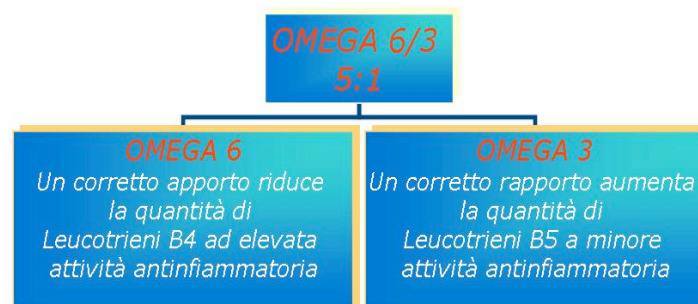 OMEGA 6/3
5:1
OMEGA 6
Un corretto apporto riduce
la quantità di
Leucotrieni B4 ad elevata
attività antinfiammatoria
OMEGA 3
Un corretto rapporto aumenta
la quantità di
Leucotrieni B5 a minore
attività antinfiammatoria